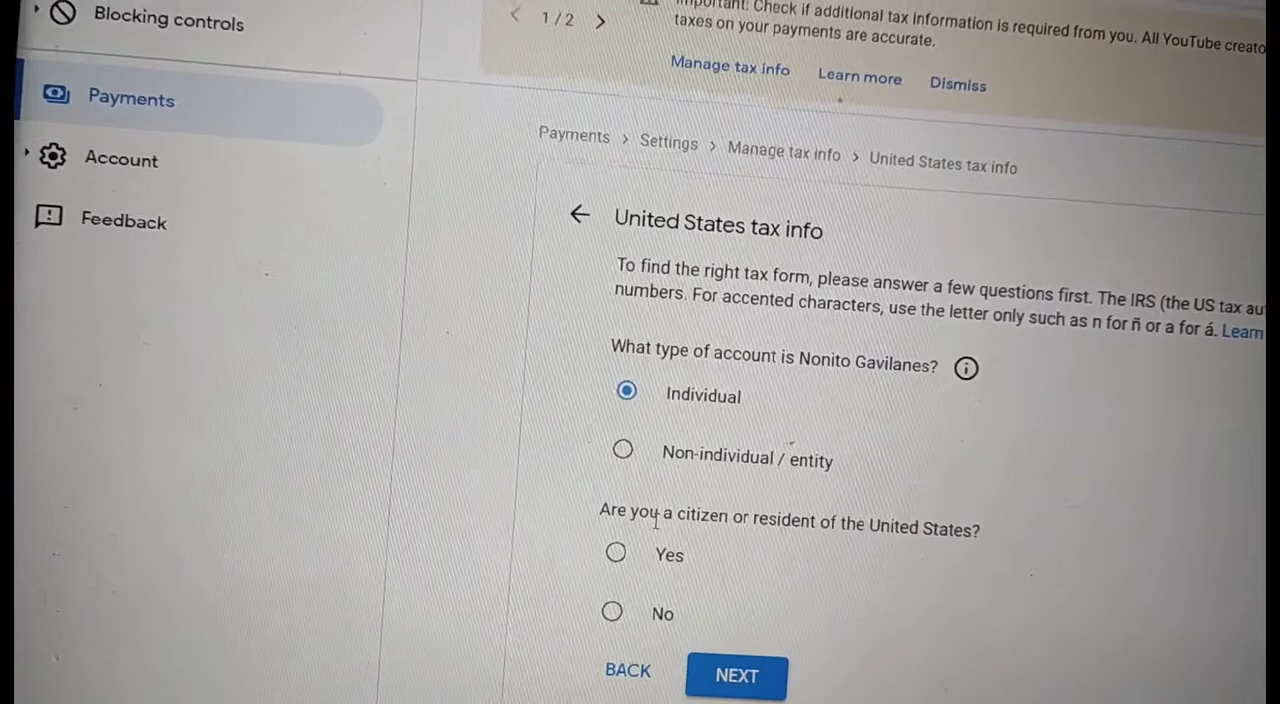 Blocking controls
Payments
Account
Feedback
1 / 2
Important: Check if additional tax information is required from you. All YouTube
taxes on your payments are accurate.
Manage tax info Learn more Dismiss
Payments > Settings > Manage tax info > United States tax info
United States tax info
To find the right tax form, please answer a few questions first. The IRS (the US tax
numbers. For accented characters, use the letter only such as n for ñ or a for á. Learn
What type of account is Nonito Gavilanes?
Individual
Non-individual / entity
Are you a citizen or resident of the United States?
Yes
No
BACK NEXT